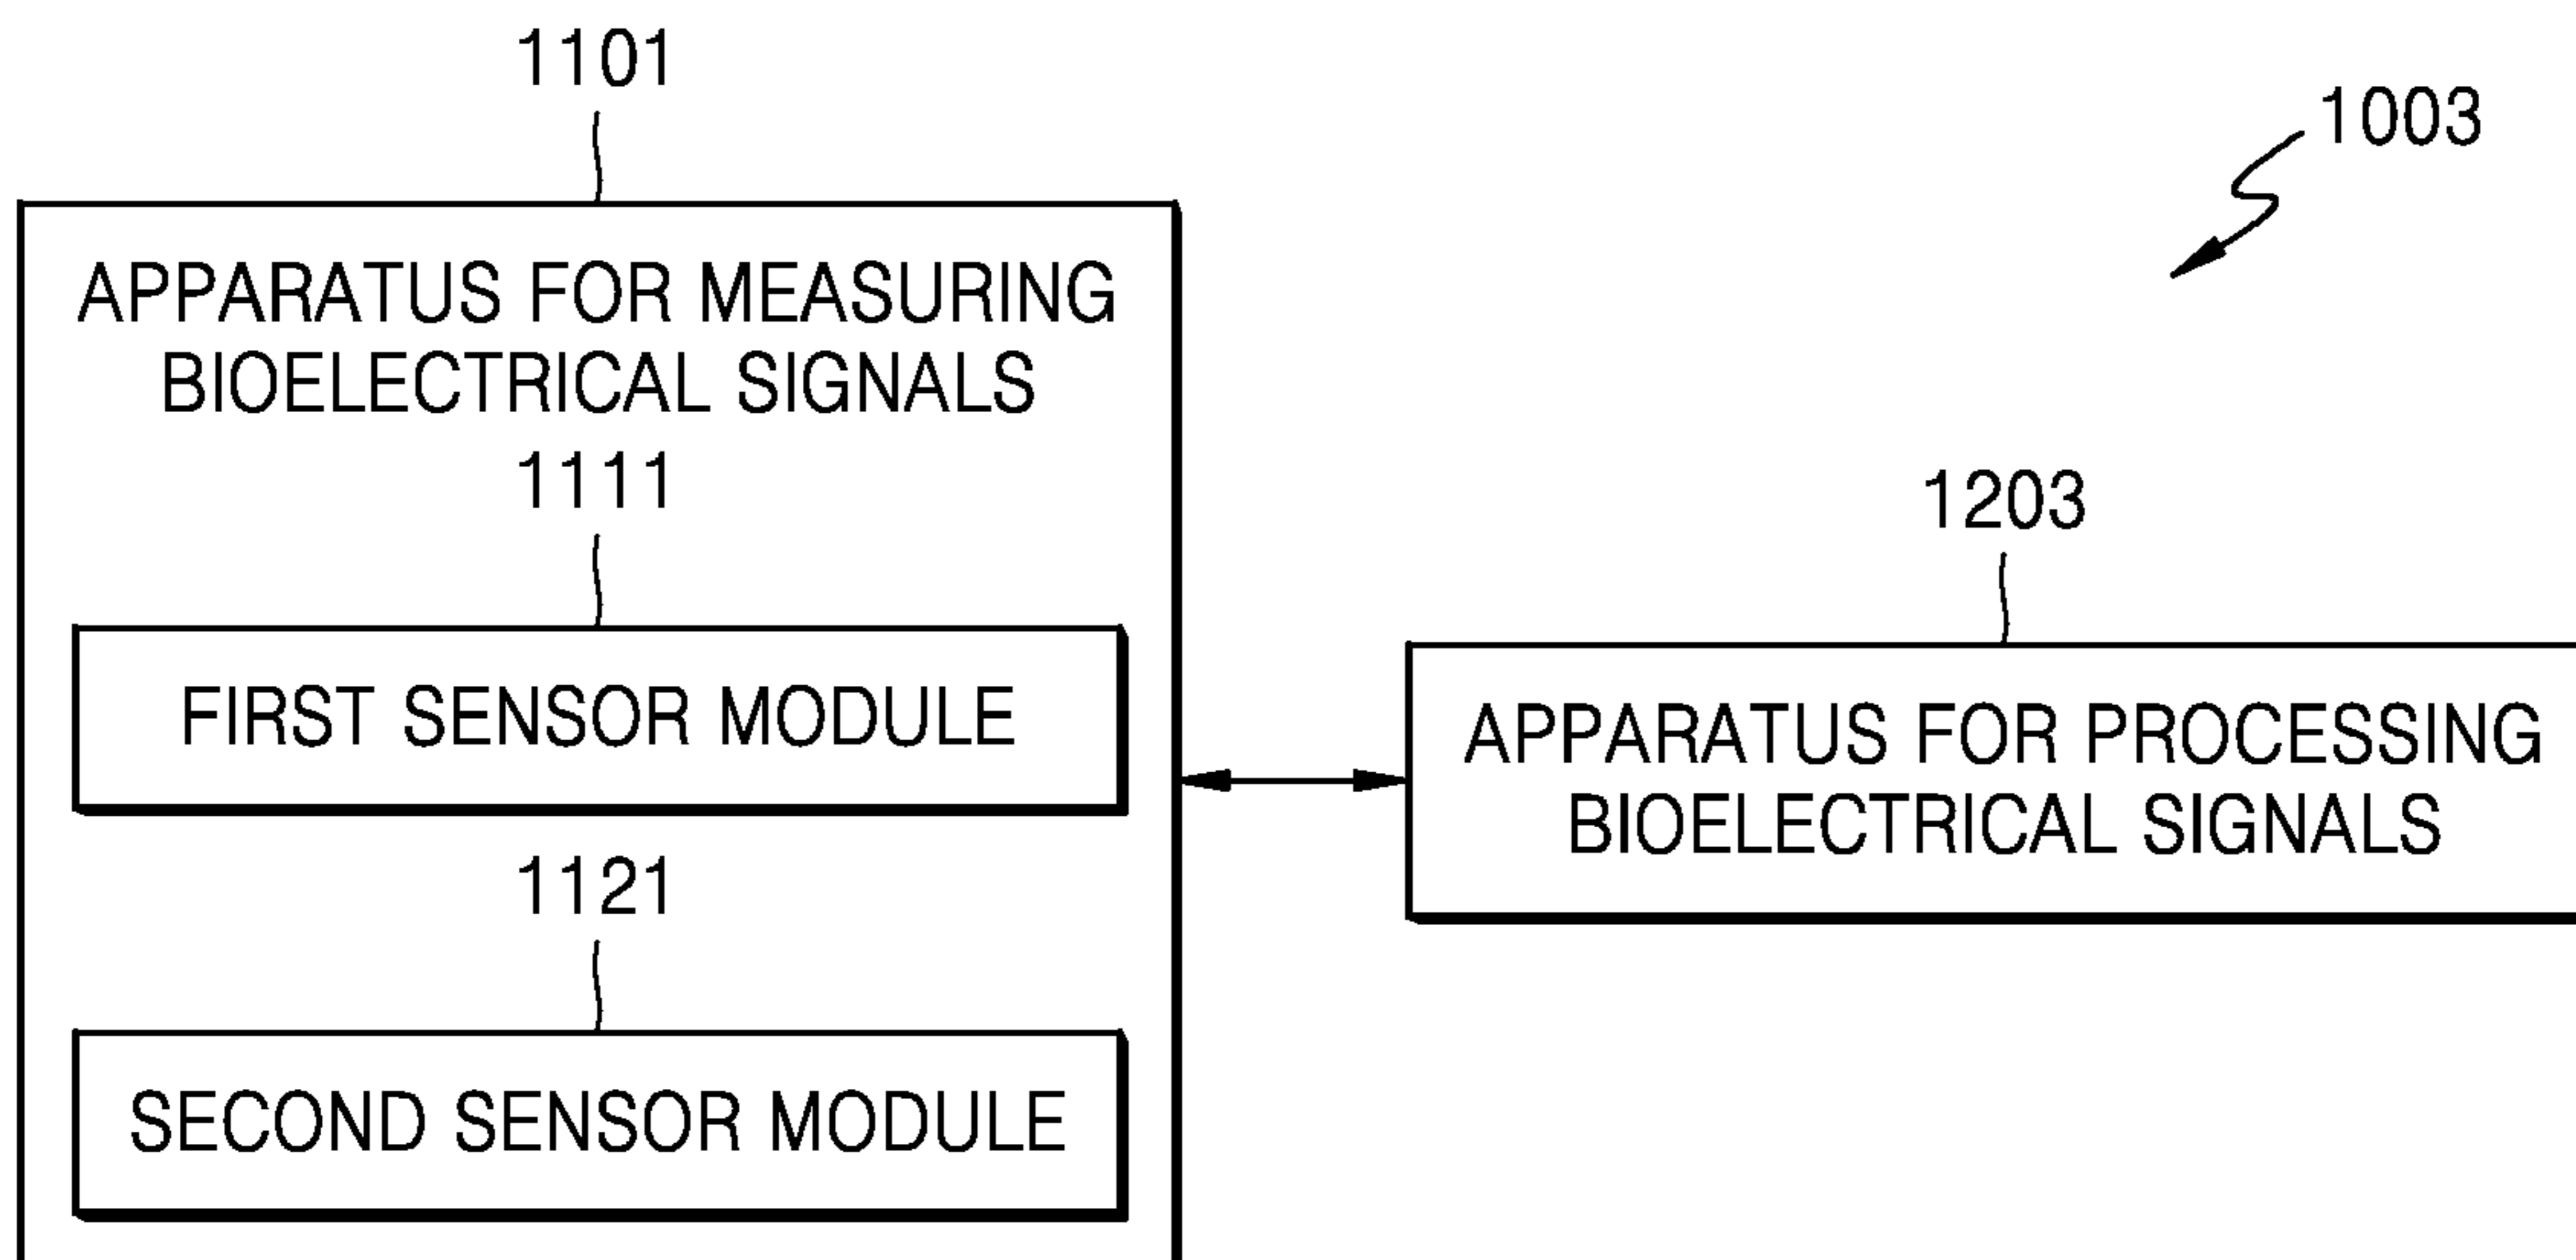 1101
1003
APPARATUS FOR MEASURING
BIOELECTRICAL SIGNALS
1111
FIRST SENSOR MODULE
1121
SECOND SENSOR MODULE
1203
APPARATUS FOR PROCESSING
BIOELECTRICAL SIGNALS